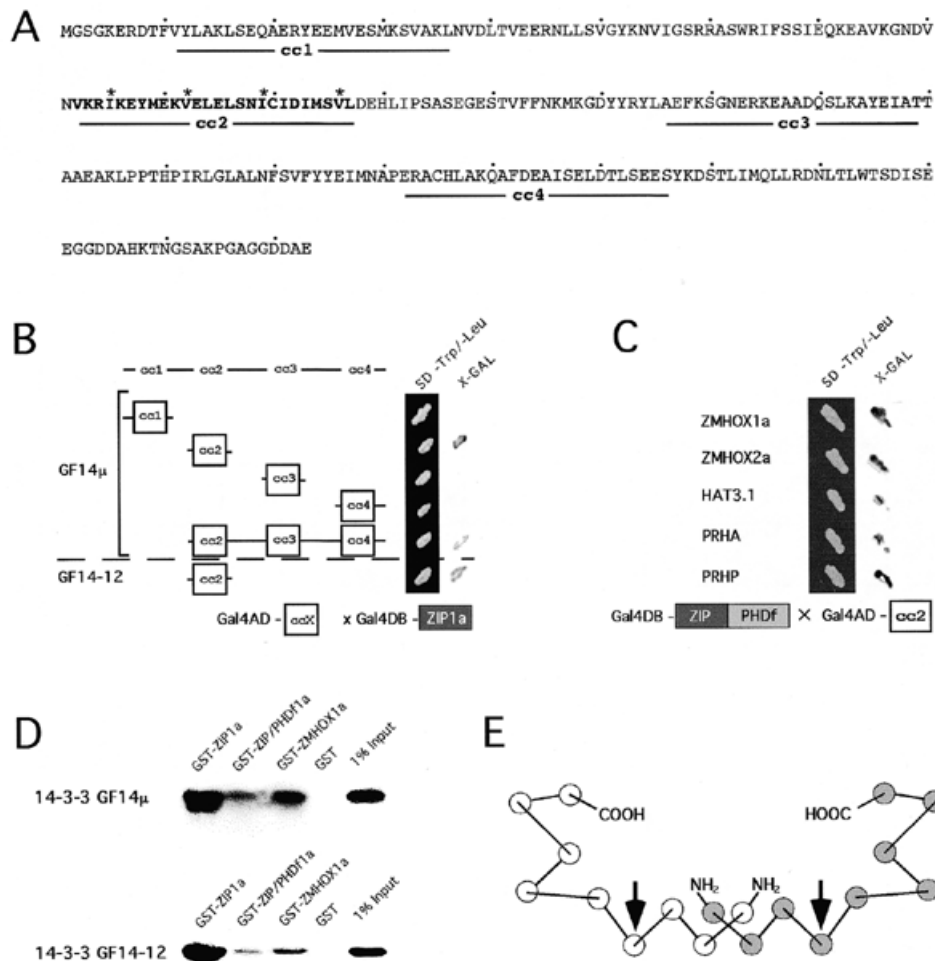 A
MGSGKERDTFVYLAKLSEQAERYEEMVESMKSVAKLNVDLTVEERNLLSVGYKNVIGSRRASWRIFSSIEQKEAVKGNDV
cc1
* * * *
NVKRIKEYMEKVELELSNICIDIMSVLDEHLIPSASEGESTVFFNKMKGDYYRYLAEFKSGNERKEAADQSLKAYEIATT
cc2 cc3
AAEAKLPPTHPIRLGLALNFSVFYYEIMNAPERACHLAKQAFDEAISELDTLSEESYKDSTLIMQLLRDNLTLWTSDISE
cc4
EGGDDAHKTNGSAKPGAGGDDAE
B
SD -Trp/-Leu
X-GAL
cc1 cc2 cc3 cc4
cc1
cc2
GF14μ
cc3
cc4
cc2 cc3 cc4
GF14-12
cc2
Gal4AD - ccX x Gal4DB - ZIP1a
C
SD -Trp/-Leu
X-GAL
ZMHOX1a
ZMHOX2a
HAT3.1
PRHA
PRHP
Gal4DB - ZIP PHDf × Gal4AD - cc2
D
GST-ZIP1a
GST-ZIP/PHDf1a
GST-ZMHOX1a
GST
1% Input
14-3-3 GF14μ
GST-ZIP1a
GST-ZIP/PHDf1a
GST-ZMHOX1a
GST
1% Input
14-3-3 GF14-12
E
COOH HOOC
NH2 NH2